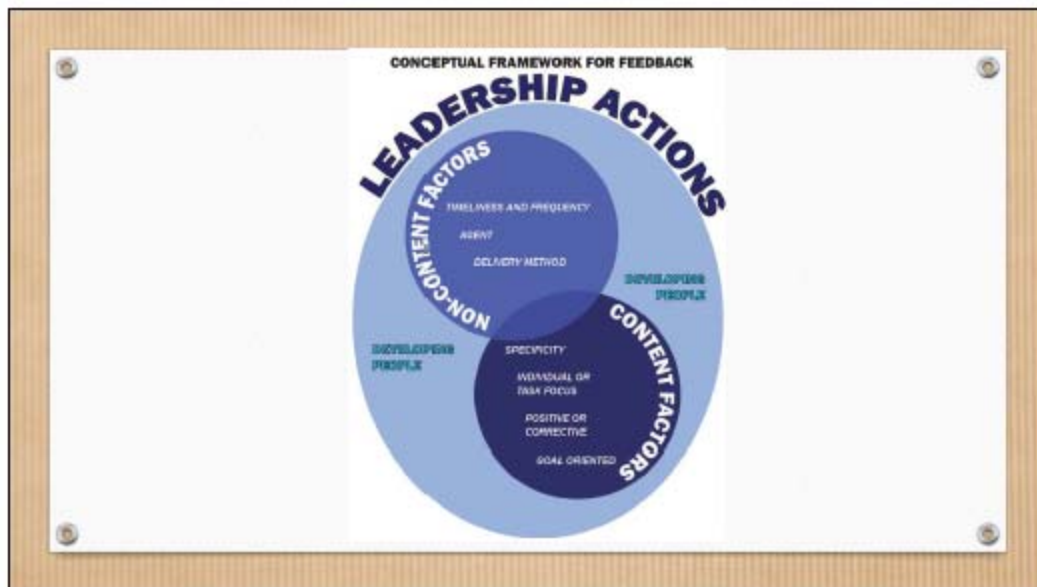 CONCEPTUAL FRAMEWORK FOR FEEDBACK
LEADERSHIP ACTIONS
NON-CONTENT FACTORS
TIMELINESS AND FREQUENCY
AGENT
DELIVERY METHOD
DEVELOPING
PEOPLE
DEVELOPING
PEOPLE
CONTENT FACTORS
SPECIFICITY
INDIVIDUAL OR
TASK FOCUS
POSITIVE OR
CORRECTIVE
GOAL ORIENTED